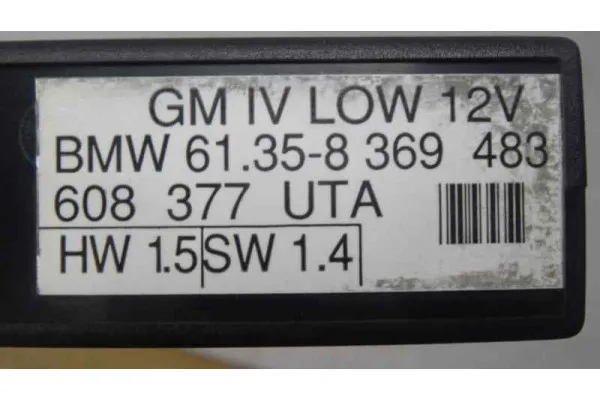 GM IV LOW 12V
BMW 61.35-8 369 483
608 377 UTA
HW 1.5 SW 1.4